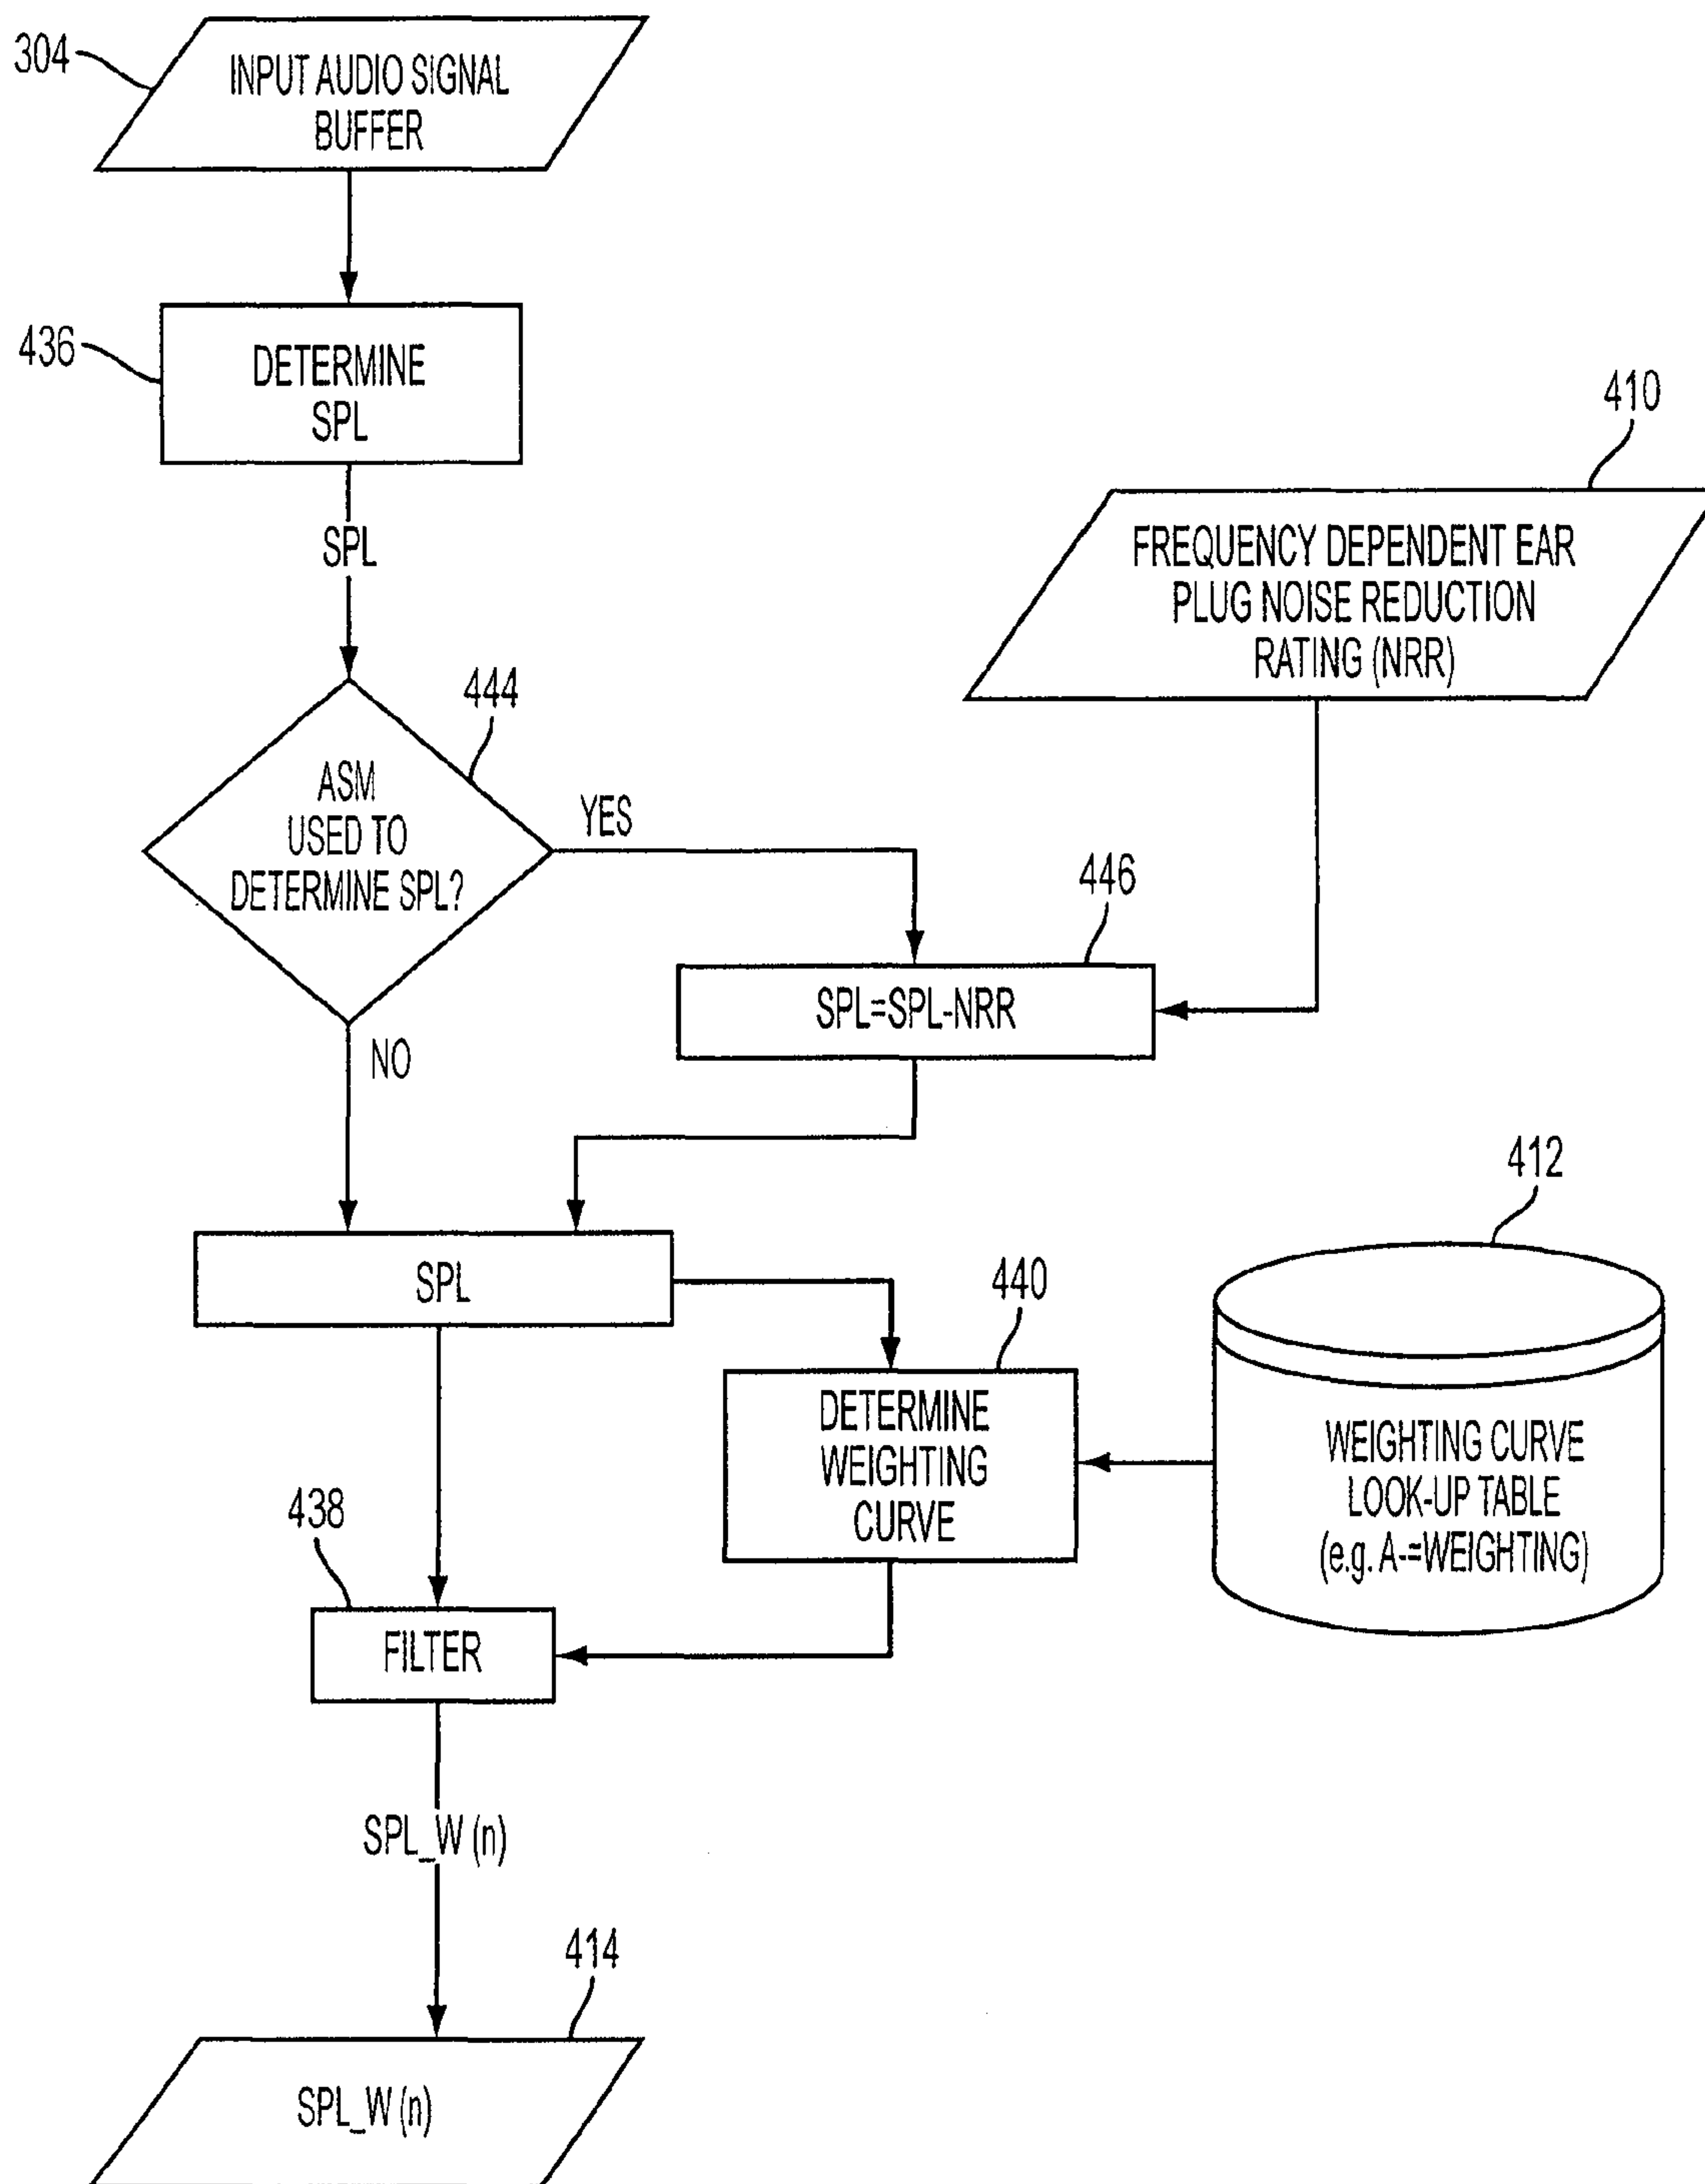 304
INPUT AUDIO SIGNAL
BUFFER
436
DETERMINE
SPL
SPL
410
FREQUENCY DEPENDENT EAR
PLUG NOISE REDUCTION
RATING (NRR)
444
ASM
USED TO
DETERMINE SPL?
YES
446
SPL=SPL-NRR
NO
412
SPL
440
DETERMINE
WEIGHTING
CURVE
WEIGHTING CURVE
LOOK-UP TABLE
(e.g. A-=WEIGHTING)
438
FILTER
SPL_W (n)
414
SPL_W (n)